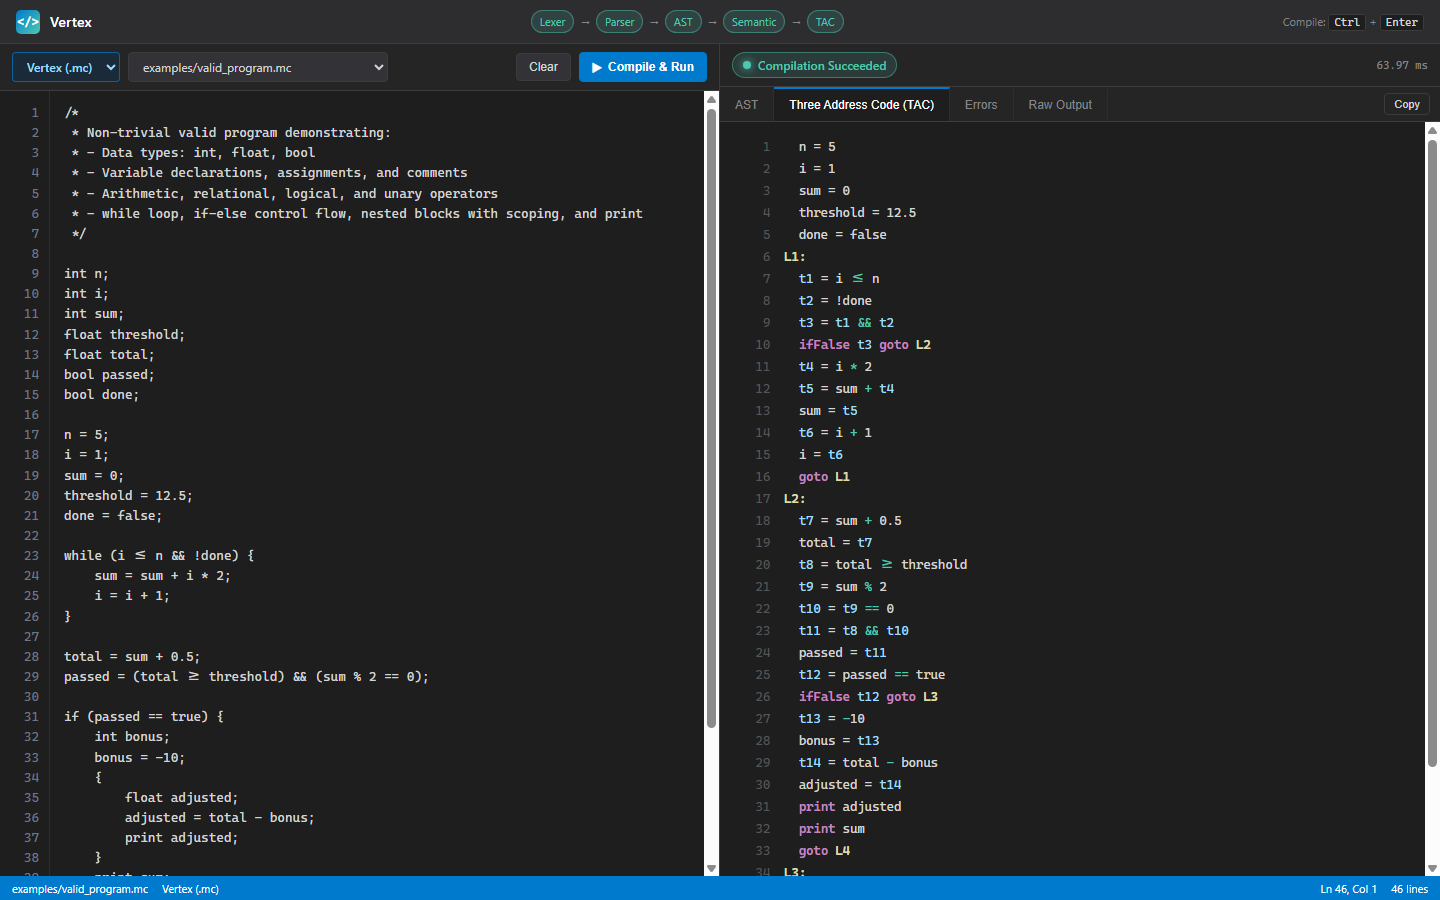 </> Vertex
Lexer → Parser → AST → Semantic → TAC
Compile: Ctrl + Enter
Vertex (.mc) examples/valid_program.mc Clear ▶ Compile & Run
Compilation Succeeded 63.97 ms
AST Three Address Code (TAC) Errors Raw Output Copy
1 /*
2 * Non-trivial valid program demonstrating:
3 * - Data types: int, float, bool
4 * - Variable declarations, assignments, and comments
5 * - Arithmetic, relational, logical, and unary operators
6 * - while loop, if-else control flow, nested blocks with scoping, and print
7 */
8
9 int n;
10 int i;
11 int sum;
12 float threshold;
13 float total;
14 bool passed;
15 bool done;
16
17 n = 5;
18 i = 1;
19 sum = 0;
20 threshold = 12.5;
21 done = false;
22
23 while (i ≤ n && !done) {
24 sum = sum + i * 2;
25 i = i + 1;
26 }
27
28 total = sum + 0.5;
29 passed = (total ≥ threshold) && (sum % 2 == 0);
30
31 if (passed == true) {
32 int bonus;
33 bonus = -10;
34 {
35 float adjusted;
36 adjusted = total - bonus;
37 print adjusted;
38 }
39 print sum;
1 n = 5
2 i = 1
3 sum = 0
4 threshold = 12.5
5 done = false
6 L1:
7 t1 = i ≤ n
8 t2 = !done
9 t3 = t1 && t2
10 ifFalse t3 goto L2
11 t4 = i * 2
12 t5 = sum + t4
13 sum = t5
14 t6 = i + 1
15 i = t6
16 goto L1
17 L2:
18 t7 = sum + 0.5
19 total = t7
20 t8 = total ≥ threshold
21 t9 = sum % 2
22 t10 = t9 == 0
23 t11 = t8 && t10
24 passed = t11
25 t12 = passed == true
26 ifFalse t12 goto L3
27 t13 = -10
28 bonus = t13
29 t14 = total - bonus
30 adjusted = t14
31 print adjusted
32 print sum
33 goto L4
34 L3:
examples/valid_program.mc Vertex (.mc) Ln 46, Col 1 46 lines